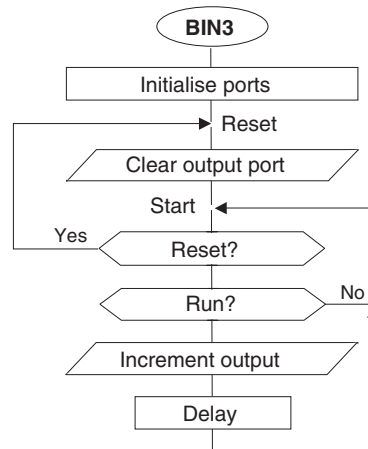 BIN3
Initialise ports
Reset
Clear output port
Start
Yes
Reset?
Run?
No
Increment output
Delay